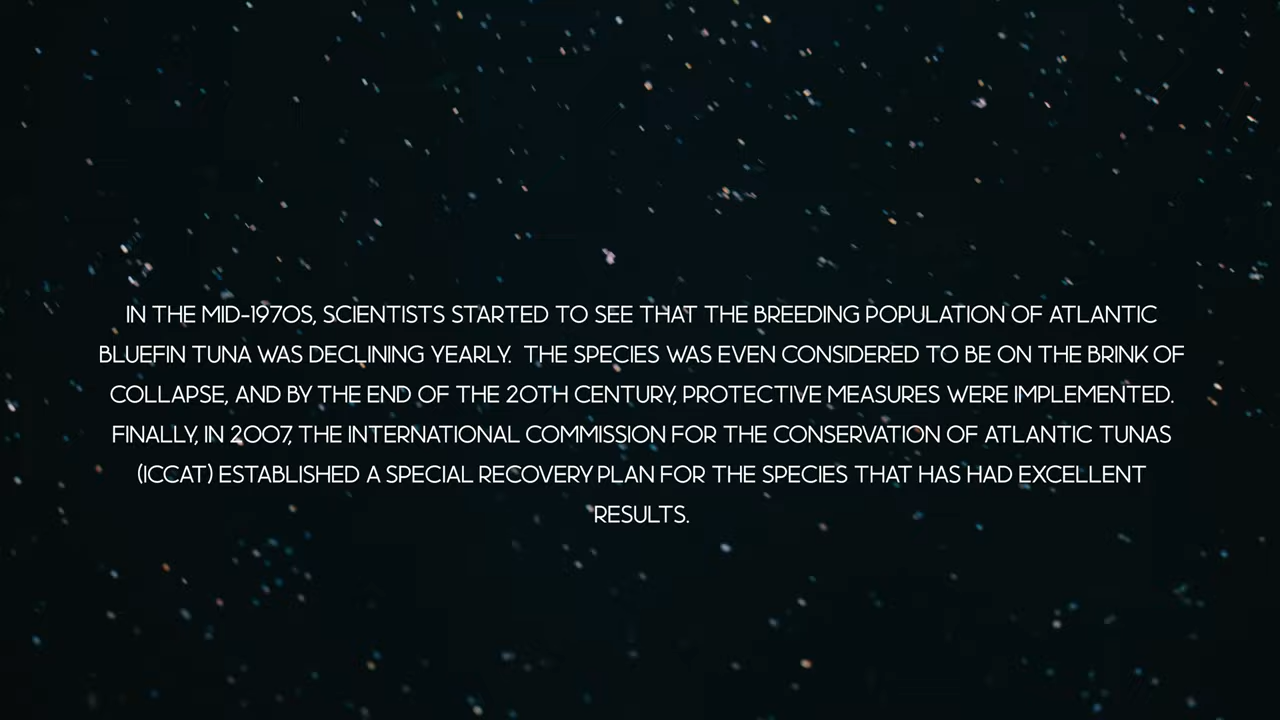 IN THE MID-1970S, SCIENTISTS STARTED TO SEE THAT THE BREEDING POPULATION OF ATLANTIC
BLUEFIN TUNA WAS DECLINING YEARLY.  THE SPECIES WAS EVEN CONSIDERED TO BE ON THE BRINK OF
COLLAPSE, AND BY THE END OF THE 20TH CENTURY, PROTECTIVE MEASURES WERE IMPLEMENTED.
FINALLY, IN 2007, THE INTERNATIONAL COMMISSION FOR THE CONSERVATION OF ATLANTIC TUNAS
(ICCAT) ESTABLISHED A SPECIAL RECOVERY PLAN FOR THE SPECIES THAT HAS HAD EXCELLENT
RESULTS.